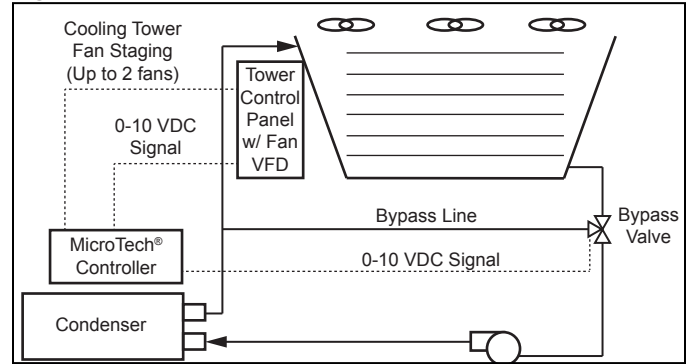 Cooling Tower
Fan Staging
(Up to 2 fans)
Tower
Control
Panel
w/ Fan
VFD
0-10 VDC
Signal
Bypass Line
Bypass
Valve
MicroTech®
Controller
0-10 VDC Signal
Condenser